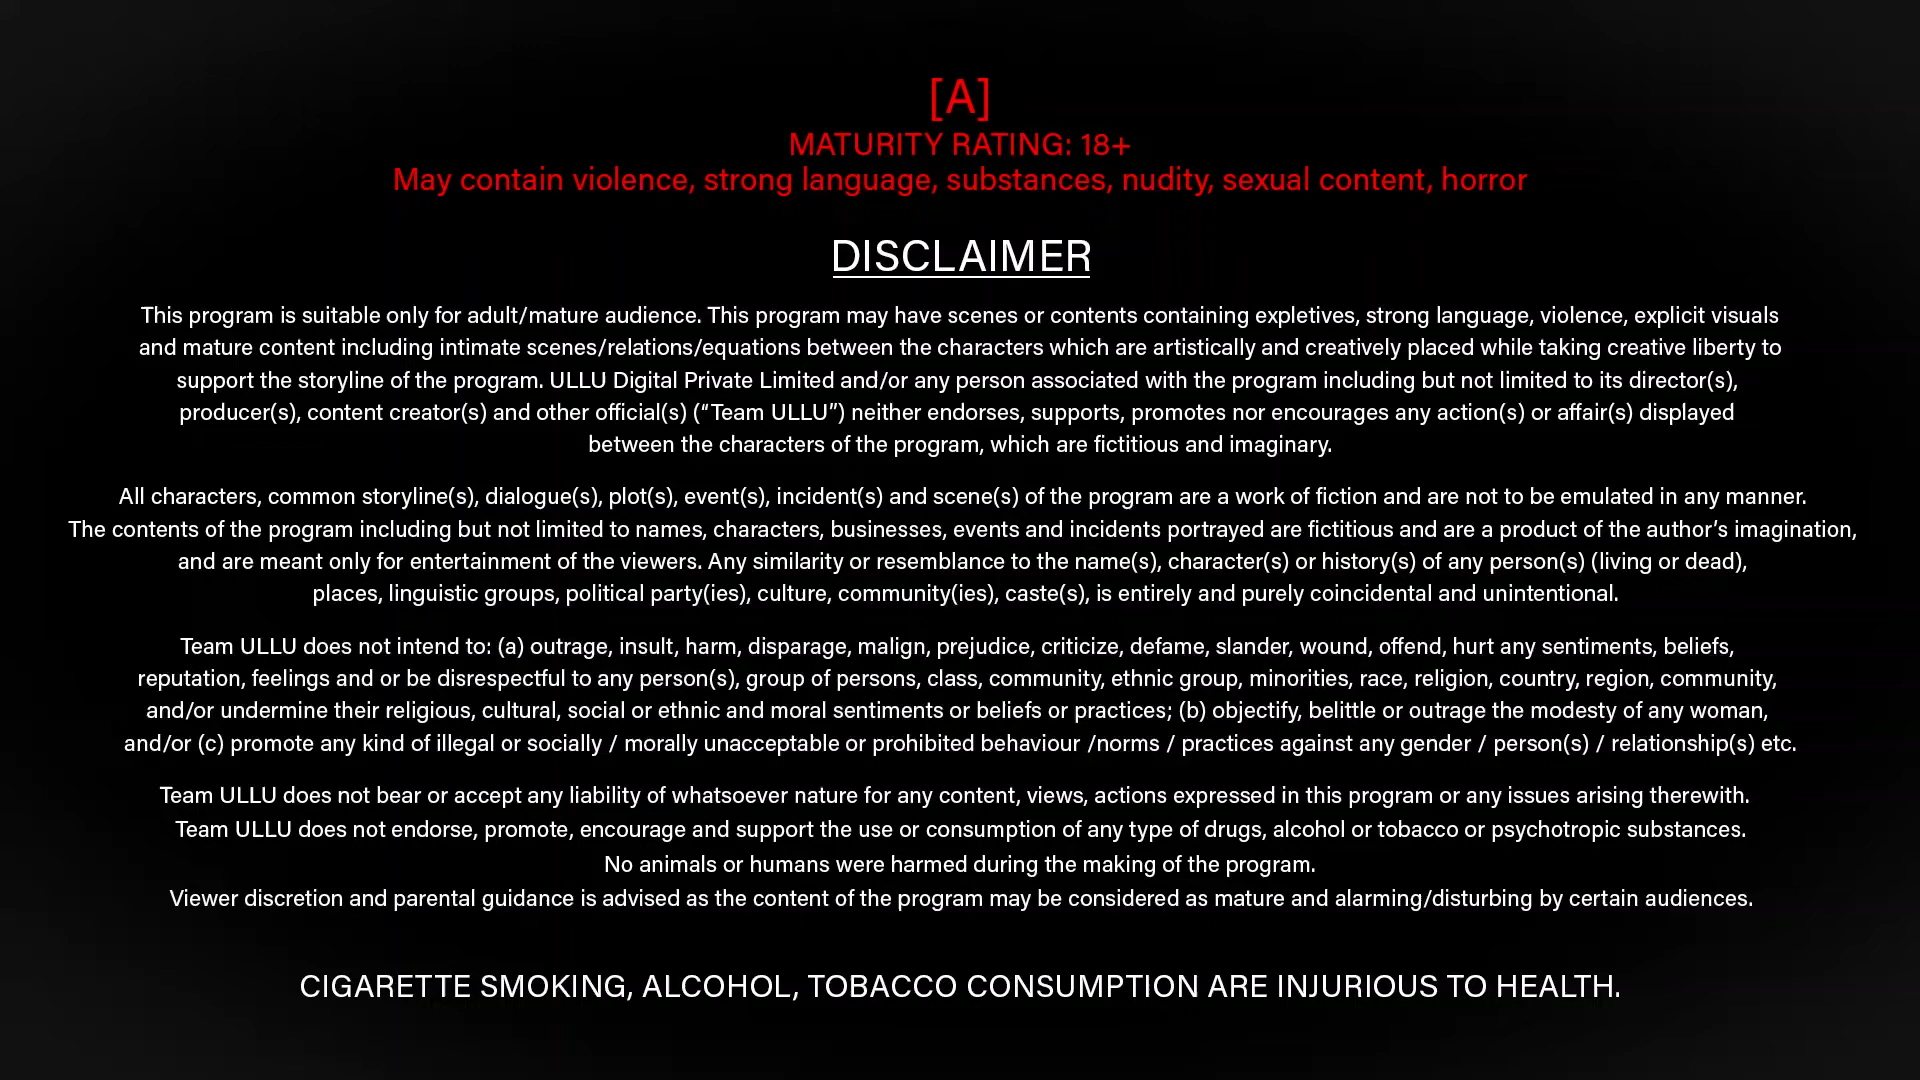 [A]
MATURITY RATING: 18+
May contain violence, strong language, substances, nudity, sexual content, horror
DISCLAIMER
This program is suitable only for adult/mature audience. This program may have scenes or contents containing expletives, strong language, violence, explicit visuals
and mature content including intimate scenes/relations/equations between the characters which are artistically and creatively placed while taking creative liberty to
support the storyline of the program. ULLU Digital Private Limited and/or any person associated with the program including but not limited to its director(s),
producer(s), content creator(s) and other official(s) (“Team ULLU”) neither endorses, supports, promotes nor encourages any action(s) or affair(s) displayed
between the characters of the program, which are fictitious and imaginary.
All characters, common storyline(s), dialogue(s), plot(s), event(s), incident(s) and scene(s) of the program are a work of fiction and are not to be emulated in any manner.
The contents of the program including but not limited to names, characters, businesses, events and incidents portrayed are fictitious and are a product of the author’s imagination,
and are meant only for entertainment of the viewers. Any similarity or resemblance to the name(s), character(s) or history(s) of any person(s) (living or dead),
places, linguistic groups, political party(ies), culture, community(ies), caste(s), is entirely and purely coincidental and unintentional.
Team ULLU does not intend to: (a) outrage, insult, harm, disparage, malign, prejudice, criticize, defame, slander, wound, offend, hurt any sentiments, beliefs,
reputation, feelings and or be disrespectful to any person(s), group of persons, class, community, ethnic group, minorities, race, religion, country, region, community,
and/or undermine their religious, cultural, social or ethnic and moral sentiments or beliefs or practices; (b) objectify, belittle or outrage the modesty of any woman,
and/or (c) promote any kind of illegal or socially / morally unacceptable or prohibited behaviour /norms / practices against any gender / person(s) / relationship(s) etc.
Team ULLU does not bear or accept any liability of whatsoever nature for any content, views, actions expressed in this program or any issues arising therewith.
Team ULLU does not endorse, promote, encourage and support the use or consumption of any type of drugs, alcohol or tobacco or psychotropic substances.
No animals or humans were harmed during the making of the program.
Viewer discretion and parental guidance is advised as the content of the program may be considered as mature and alarming/disturbing by certain audiences.
CIGARETTE SMOKING, ALCOHOL, TOBACCO CONSUMPTION ARE INJURIOUS TO HEALTH.